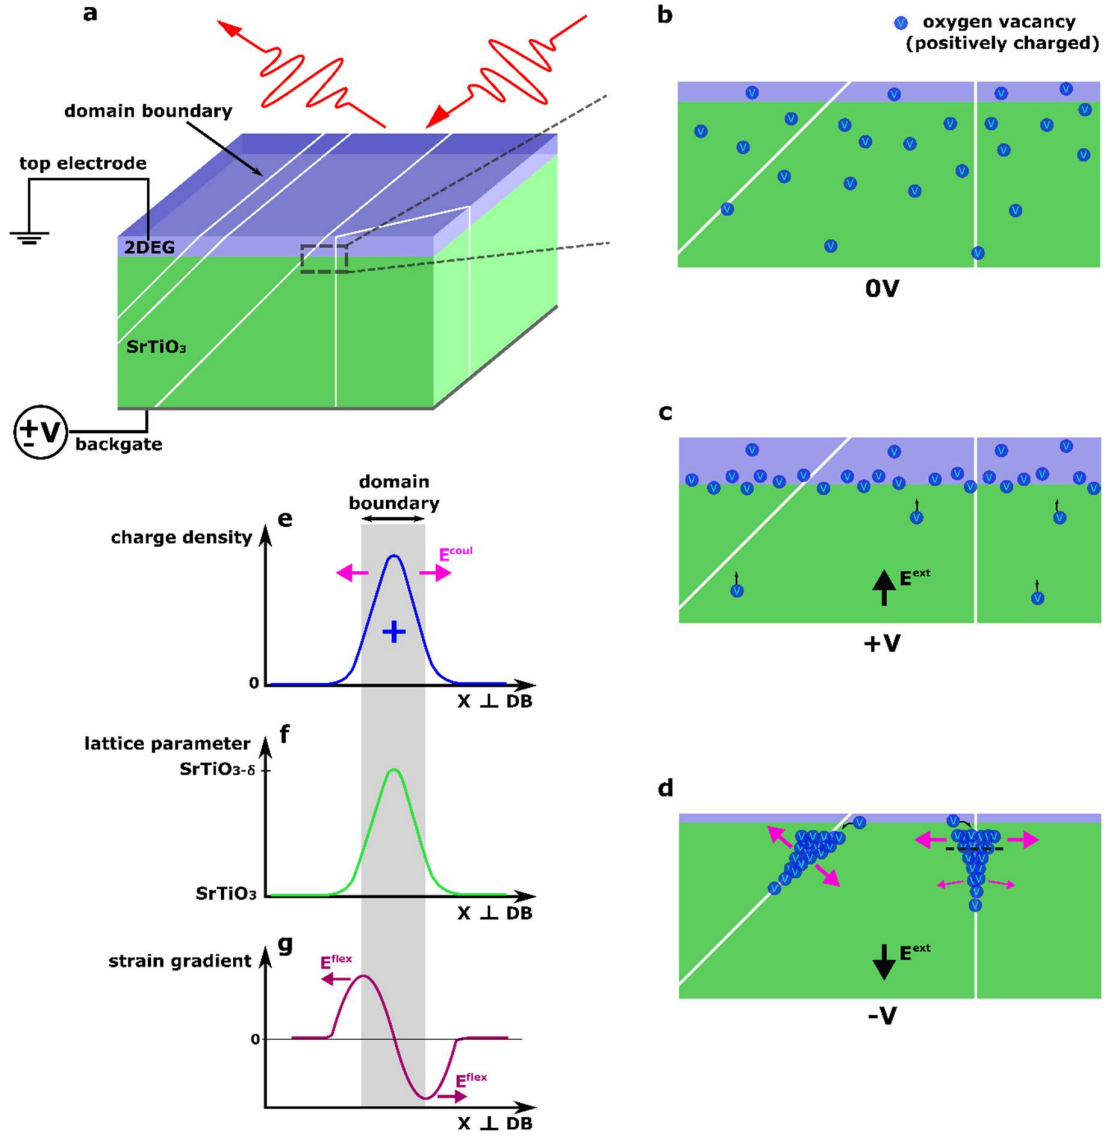 a
domain boundary
top electrode
2DEG
SrTiO₃
±V
backgate
b
V oxygen vacancy
(positively charged)
V V V V V V V V V V V V V V V V V V V V V V V
0V
c
V V V V V V V V V V V V V V V V V V V V V V V V V
E^ext
+V
d
V V V V V V V V V V V V V V V V V V V V V V V
E^ext
-V
domain
boundary
e
charge density
E^coul
+
0
X ⊥ DB
f
lattice parameter
SrTiO₃₋δ
SrTiO₃
X ⊥ DB
g
strain gradient
E^flex
0
E^flex
X ⊥ DB